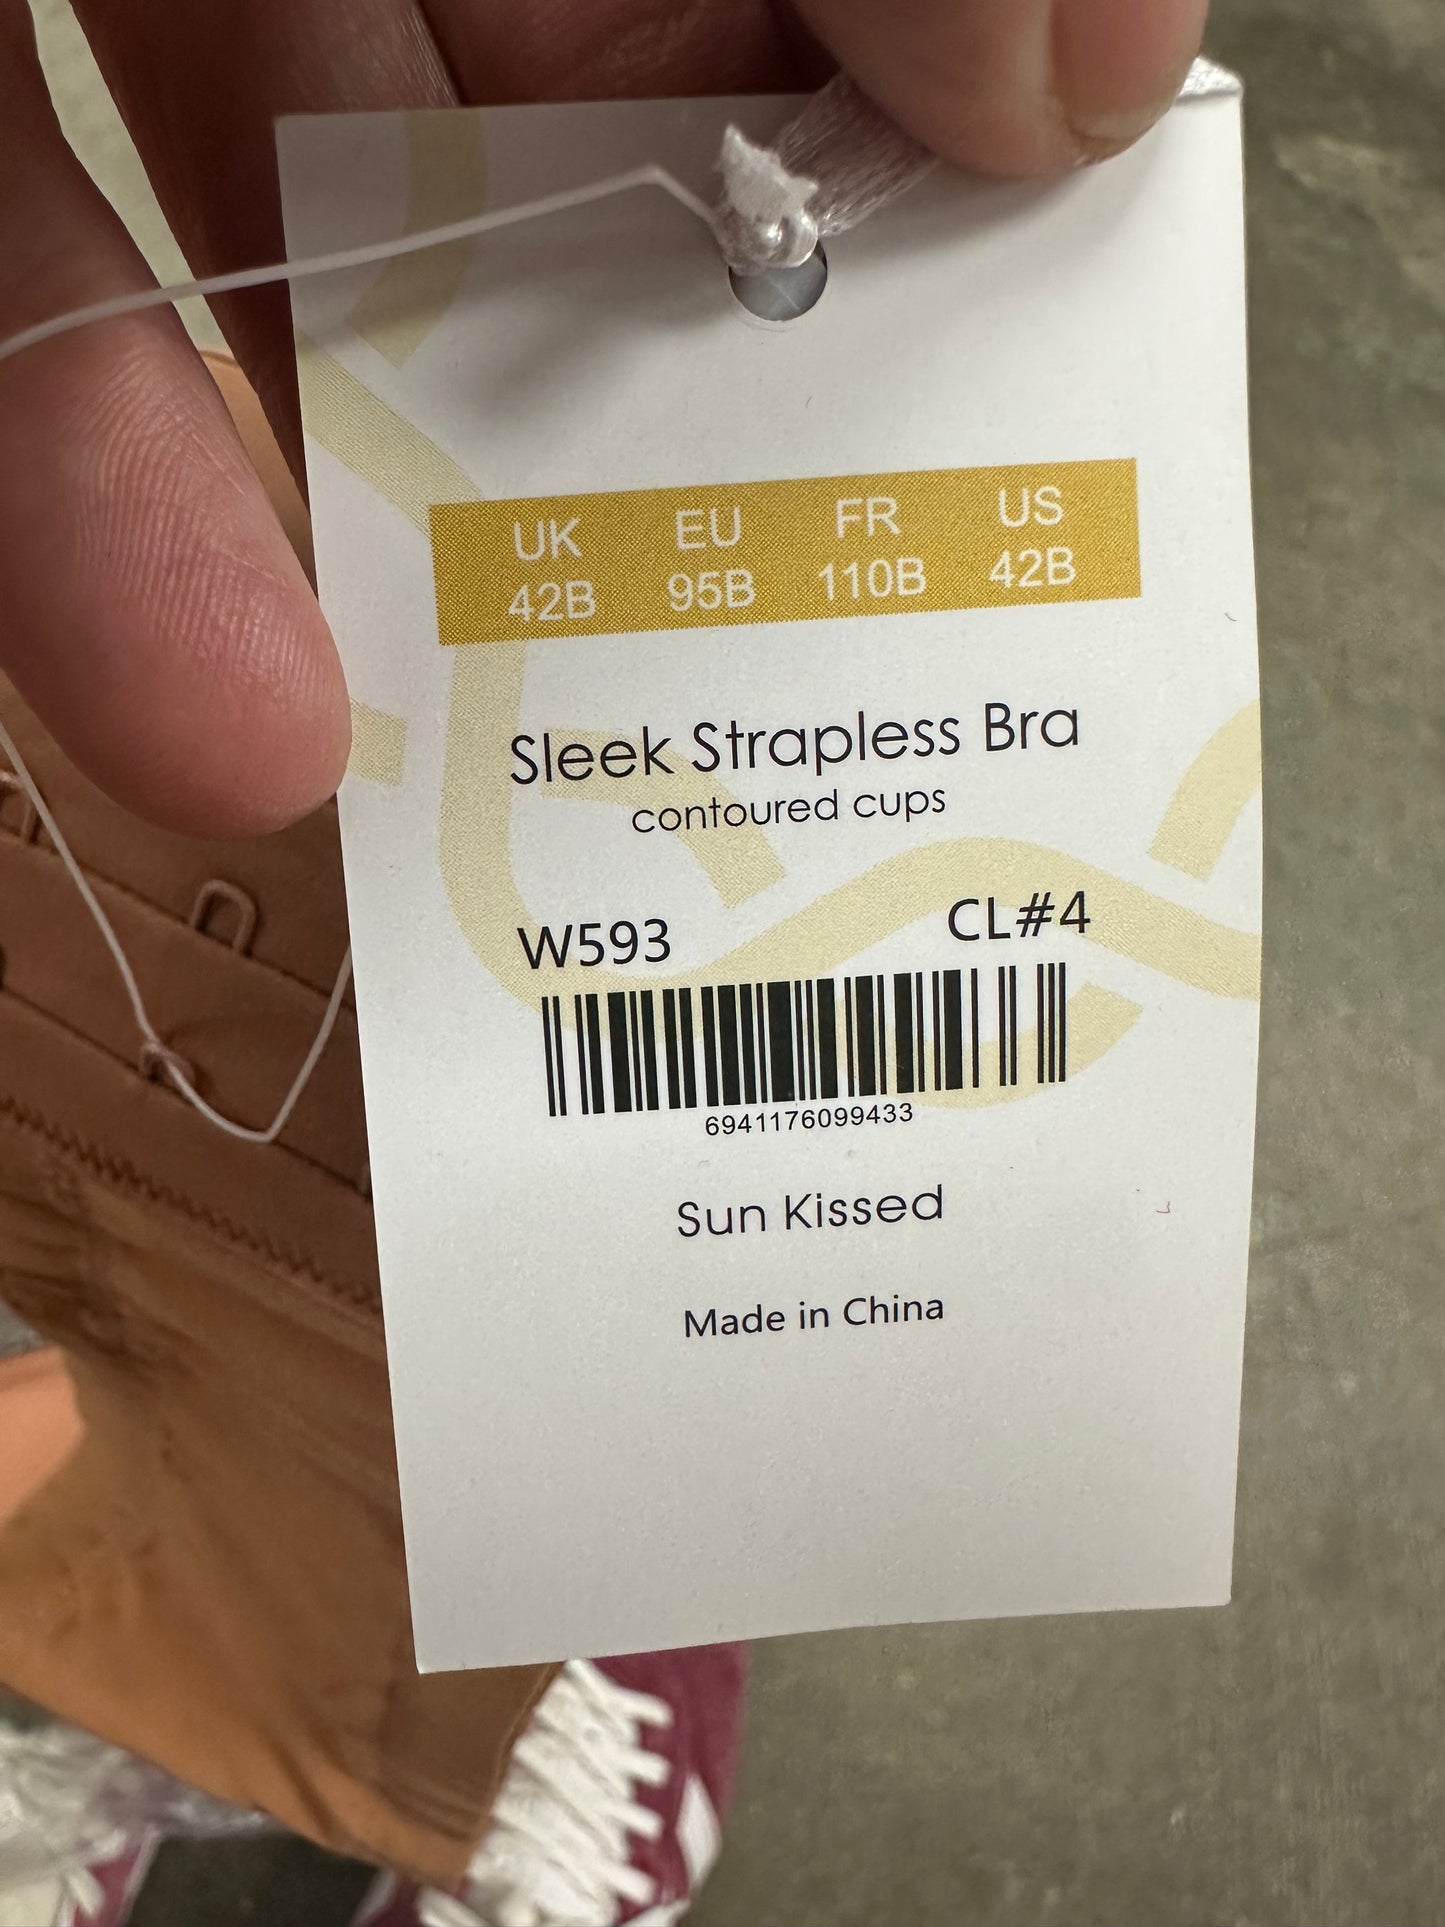 UK EU FR US
42B 95B 110B 42B
Sleek Strapless Bra
contoured cups
W593 CL#4
6941176099433
Sun Kissed
Made in China